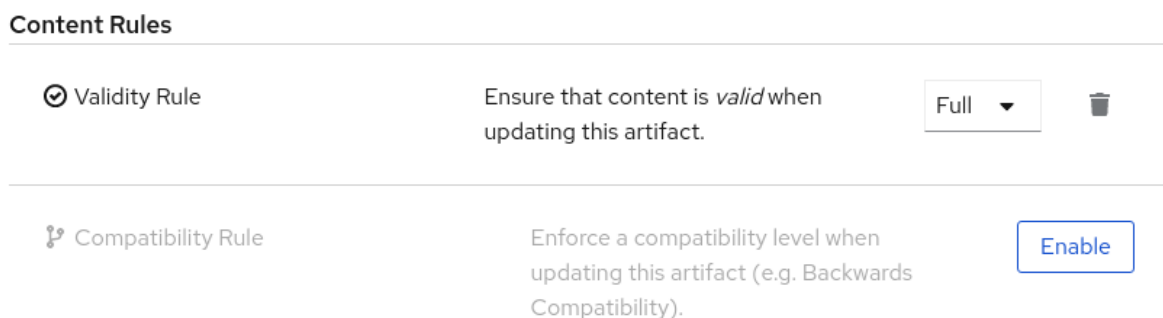 Content Rules
Validity Rule
Ensure that content is valid when
updating this artifact.
Full
Compatibility Rule
Enforce a compatibility level when
updating this artifact (e.g. Backwards
Compatibility).
Enable